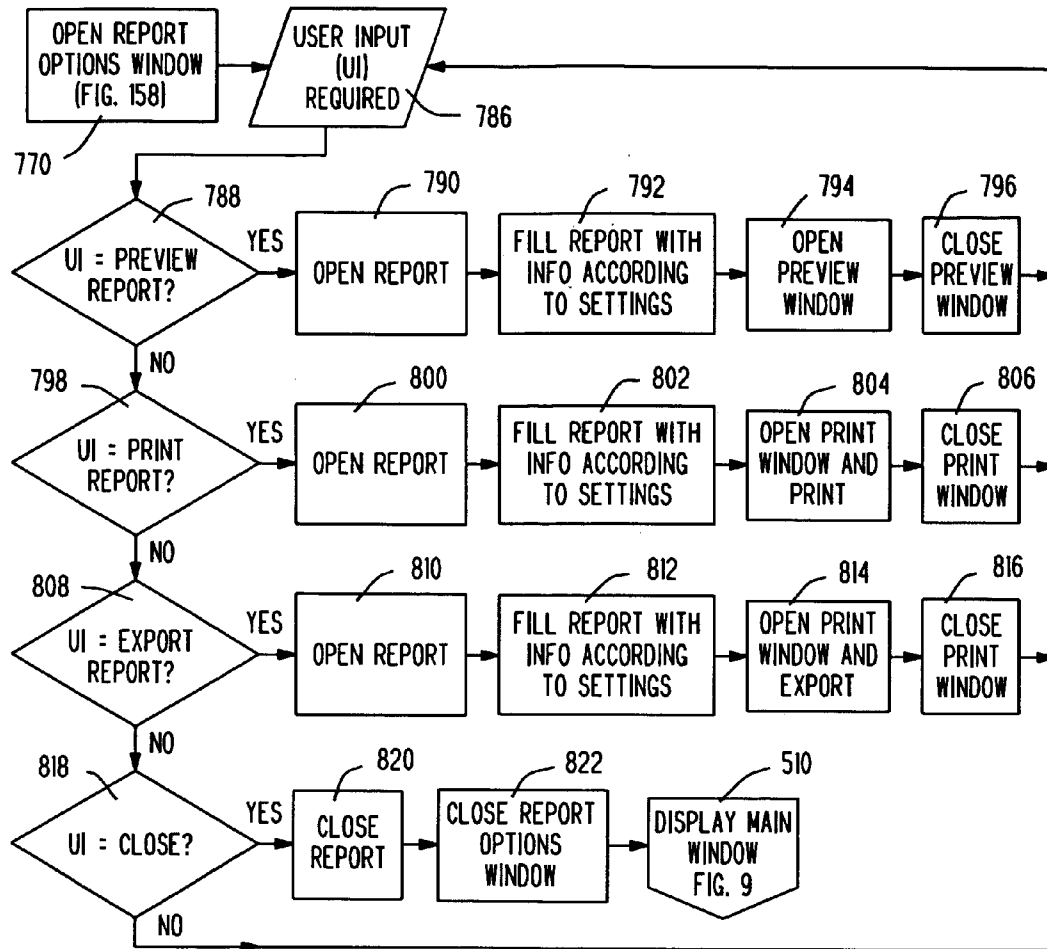 OPEN REPORT
OPTIONS WINDOW
(FIG. 158)
770
USER INPUT
(UI)
REQUIRED
786
788
UI = PREVIEW
REPORT?
YES
NO
790
OPEN REPORT
792
FILL REPORT WITH
INFO ACCORDING
TO SETTINGS
794
OPEN
PREVIEW
WINDOW
796
CLOSE
PREVIEW
WINDOW
798
UI = PRINT
REPORT?
YES
NO
800
OPEN REPORT
802
FILL REPORT WITH
INFO ACCORDING
TO SETTINGS
804
OPEN PRINT
WINDOW AND
PRINT
806
CLOSE
PRINT
WINDOW
808
UI = EXPORT
REPORT?
YES
NO
810
OPEN REPORT
812
FILL REPORT WITH
INFO ACCORDING
TO SETTINGS
814
OPEN PRINT
WINDOW AND
EXPORT
816
CLOSE
PRINT
WINDOW
818
UI = CLOSE?
YES
NO
820
CLOSE
REPORT
822
CLOSE REPORT
OPTIONS
WINDOW
510
DISPLAY MAIN
WINDOW
FIG. 9